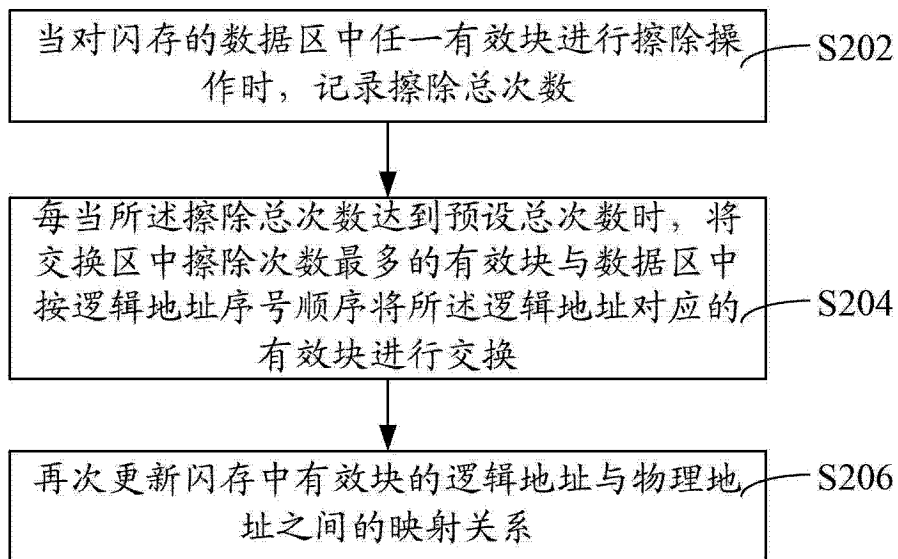 当对闪存的数据区中任一有效块进行擦除操
作时，记录擦除总次数
S202
每当所述擦除总次数达到预设总次数时，将
交换区中擦除次数最多的有效块与数据区中
按逻辑地址序号顺序将所述逻辑地址对应的
有效块进行交换
S204
再次更新闪存中有效块的逻辑地址与物理地
址之间的映射关系
S206